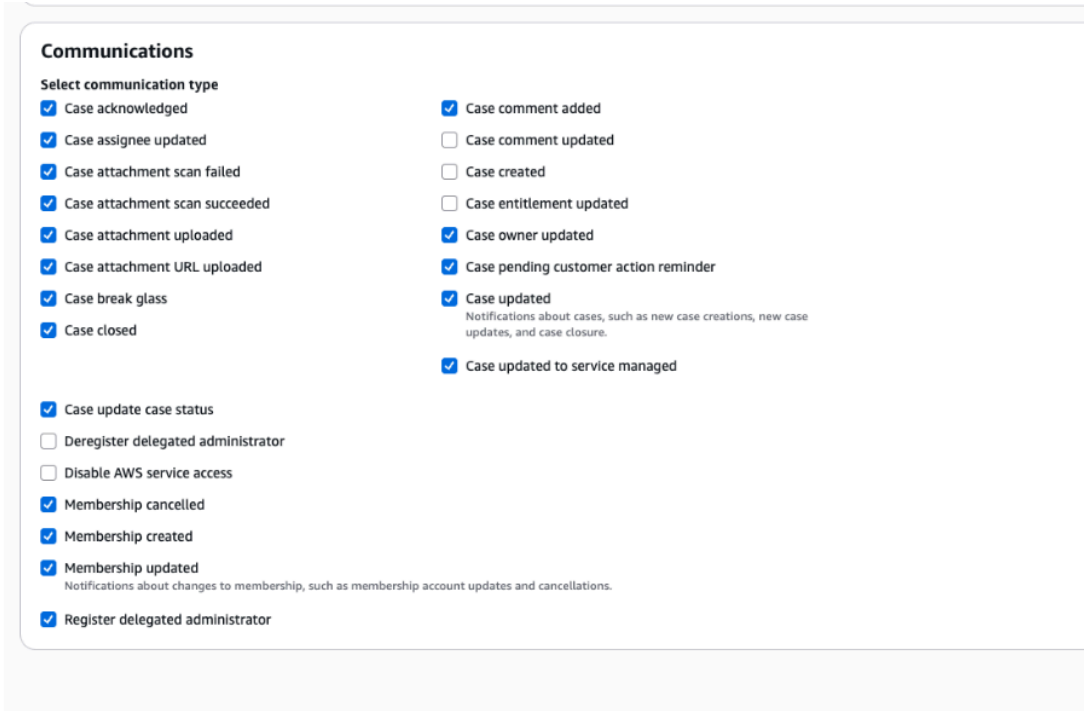 Communications
Select communication type
Case acknowledged
Case assignee updated
Case attachment scan failed
Case attachment scan succeeded
Case attachment uploaded
Case attachment URL uploaded
Case break glass
Case closed
Case comment added
Case comment updated
Case created
Case entitlement updated
Case owner updated
Case pending customer action reminder
Case updated
Notifications about cases, such as new case creations, new case
updates, and case closure.
Case updated to service managed
Case update case status
Deregister delegated administrator
Disable AWS service access
Membership cancelled
Membership created
Membership updated
Notifications about changes to membership, such as membership account updates and cancellations.
Register delegated administrator